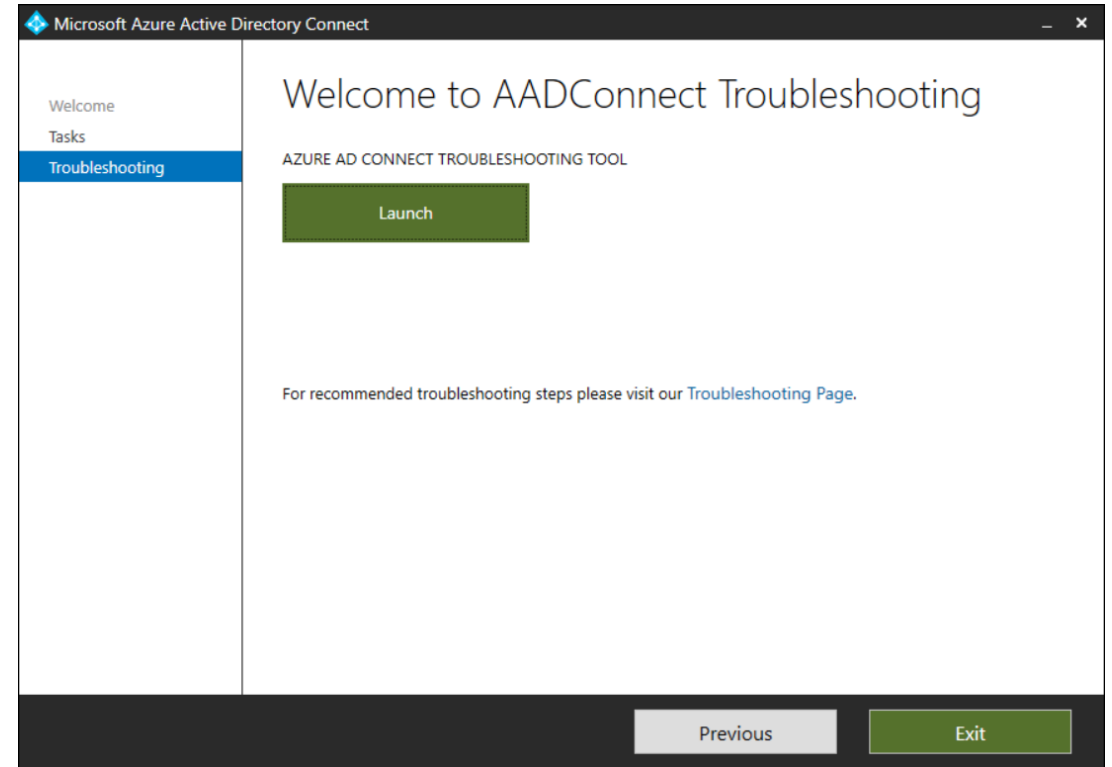 Microsoft Azure Active Directory Connect
Welcome
Tasks
Troubleshooting
Welcome to AADConnect Troubleshooting
AZURE AD CONNECT TROUBLESHOOTING TOOL
Launch
For recommended troubleshooting steps please visit our Troubleshooting Page.
Previous
Exit